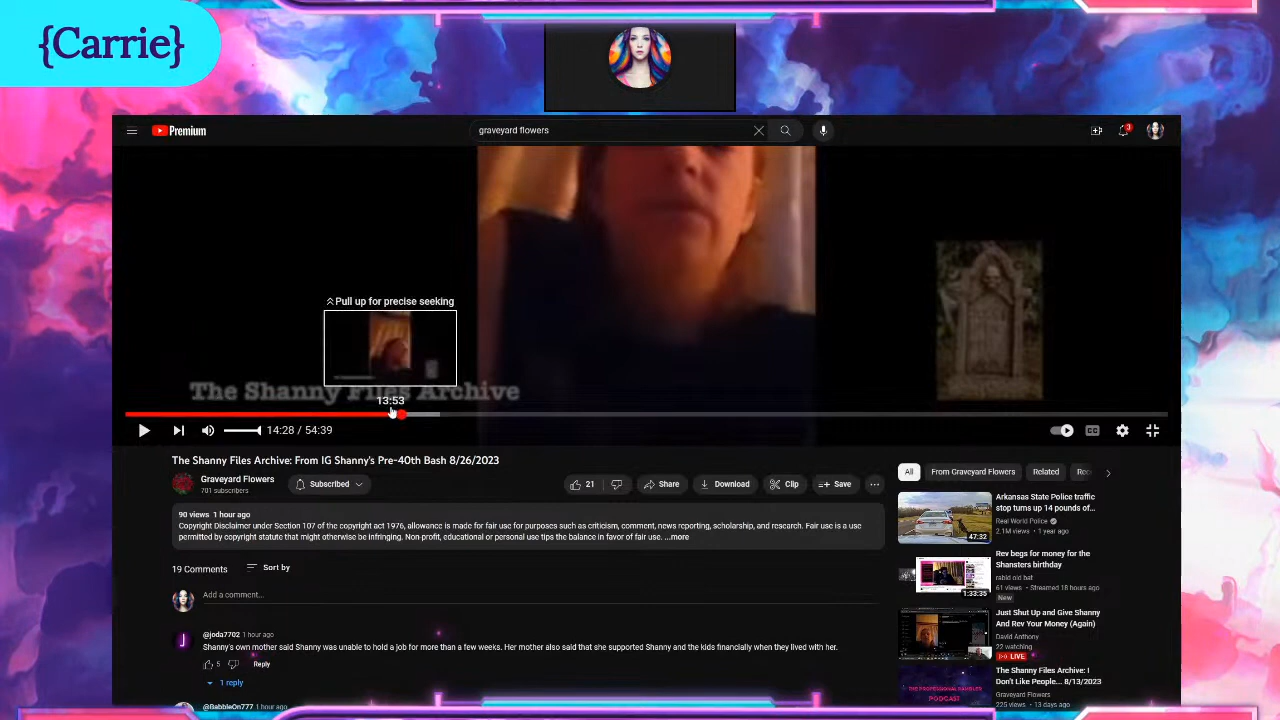 {Carrie}
Premium
graveyard flowers
3
Pull up for precise seeking
The Shanny Files Archive
13:53
14:28 / 54:39
CC
The Shanny Files Archive: From IG Shanny's Pre-40th Bash 8/26/2023
Graveyard Flowers
701 subscribers
Subscribed
21
Share
Download
Clip
Save
90 views 1 hour ago
Copyright Disclaimer under Section 107 of the copyright act 1976, allowance is made for fair use for purposes such as criticism, comment, news reporting, scholarship, and research. Fair use is a
use permitted by copyright statute that might otherwise be infringing. Non-profit, educational or personal use tips the balance in favor of fair use. ...more
19 Comments
Sort by
Add a comment...
J
@joda7702 1 hour ago
Shanny's own mother said Shanny was unable to hold a job for more than a few weeks. Her mother also said that she supported Shanny and the kids financially when they lived with her.
5
Reply
1 reply
@BabbleOn777 1 hour ago
All
From Graveyard Flowers
Related
Rec
Arkansas State Police traffic
stop turns up 14 pounds of...
Real World Police
2.1M views • 1 year ago
47:32
Rev begs for money for the
Shansters birthday
rabid old bat
61 views • Streamed 18 hours ago
New
1:33:35
Just Shut Up and Give Shanny
And Rev Your Money (Again)
David Anthony
22 watching
LIVE
The Shanny Files Archive: I
Don't Like People... 8/13/2023
Graveyard Flowers
225 views • 13 days ago
THE PROFESSIONAL RAMBLER
PODCAST